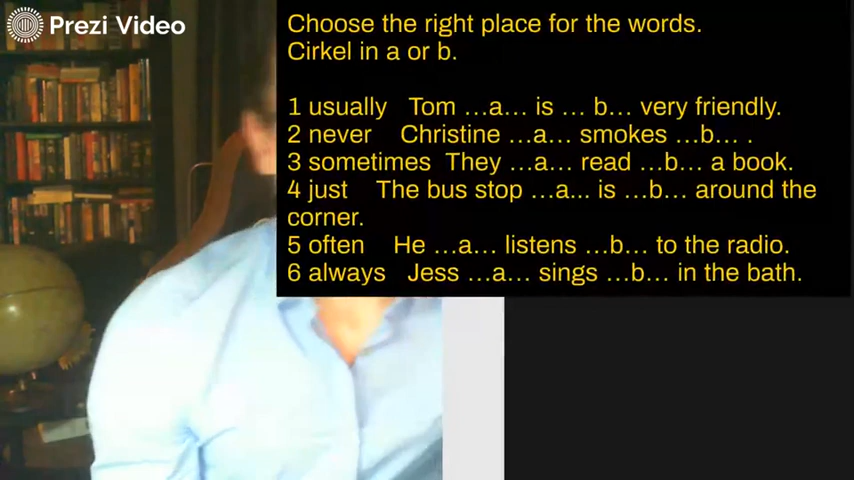 Prezi Video
Choose the right place for the words.
Cirkel in a or b.
1 usually Tom ...a... is ... b... very friendly.
2 never Christine ...a... smokes ...b... .
3 sometimes They ...a... read ...b... a book.
4 just The bus stop ...a... is ...b... around the
corner.
5 often He ...a... listens ...b... to the radio.
6 always Jess ...a... sings ...b... in the bath.